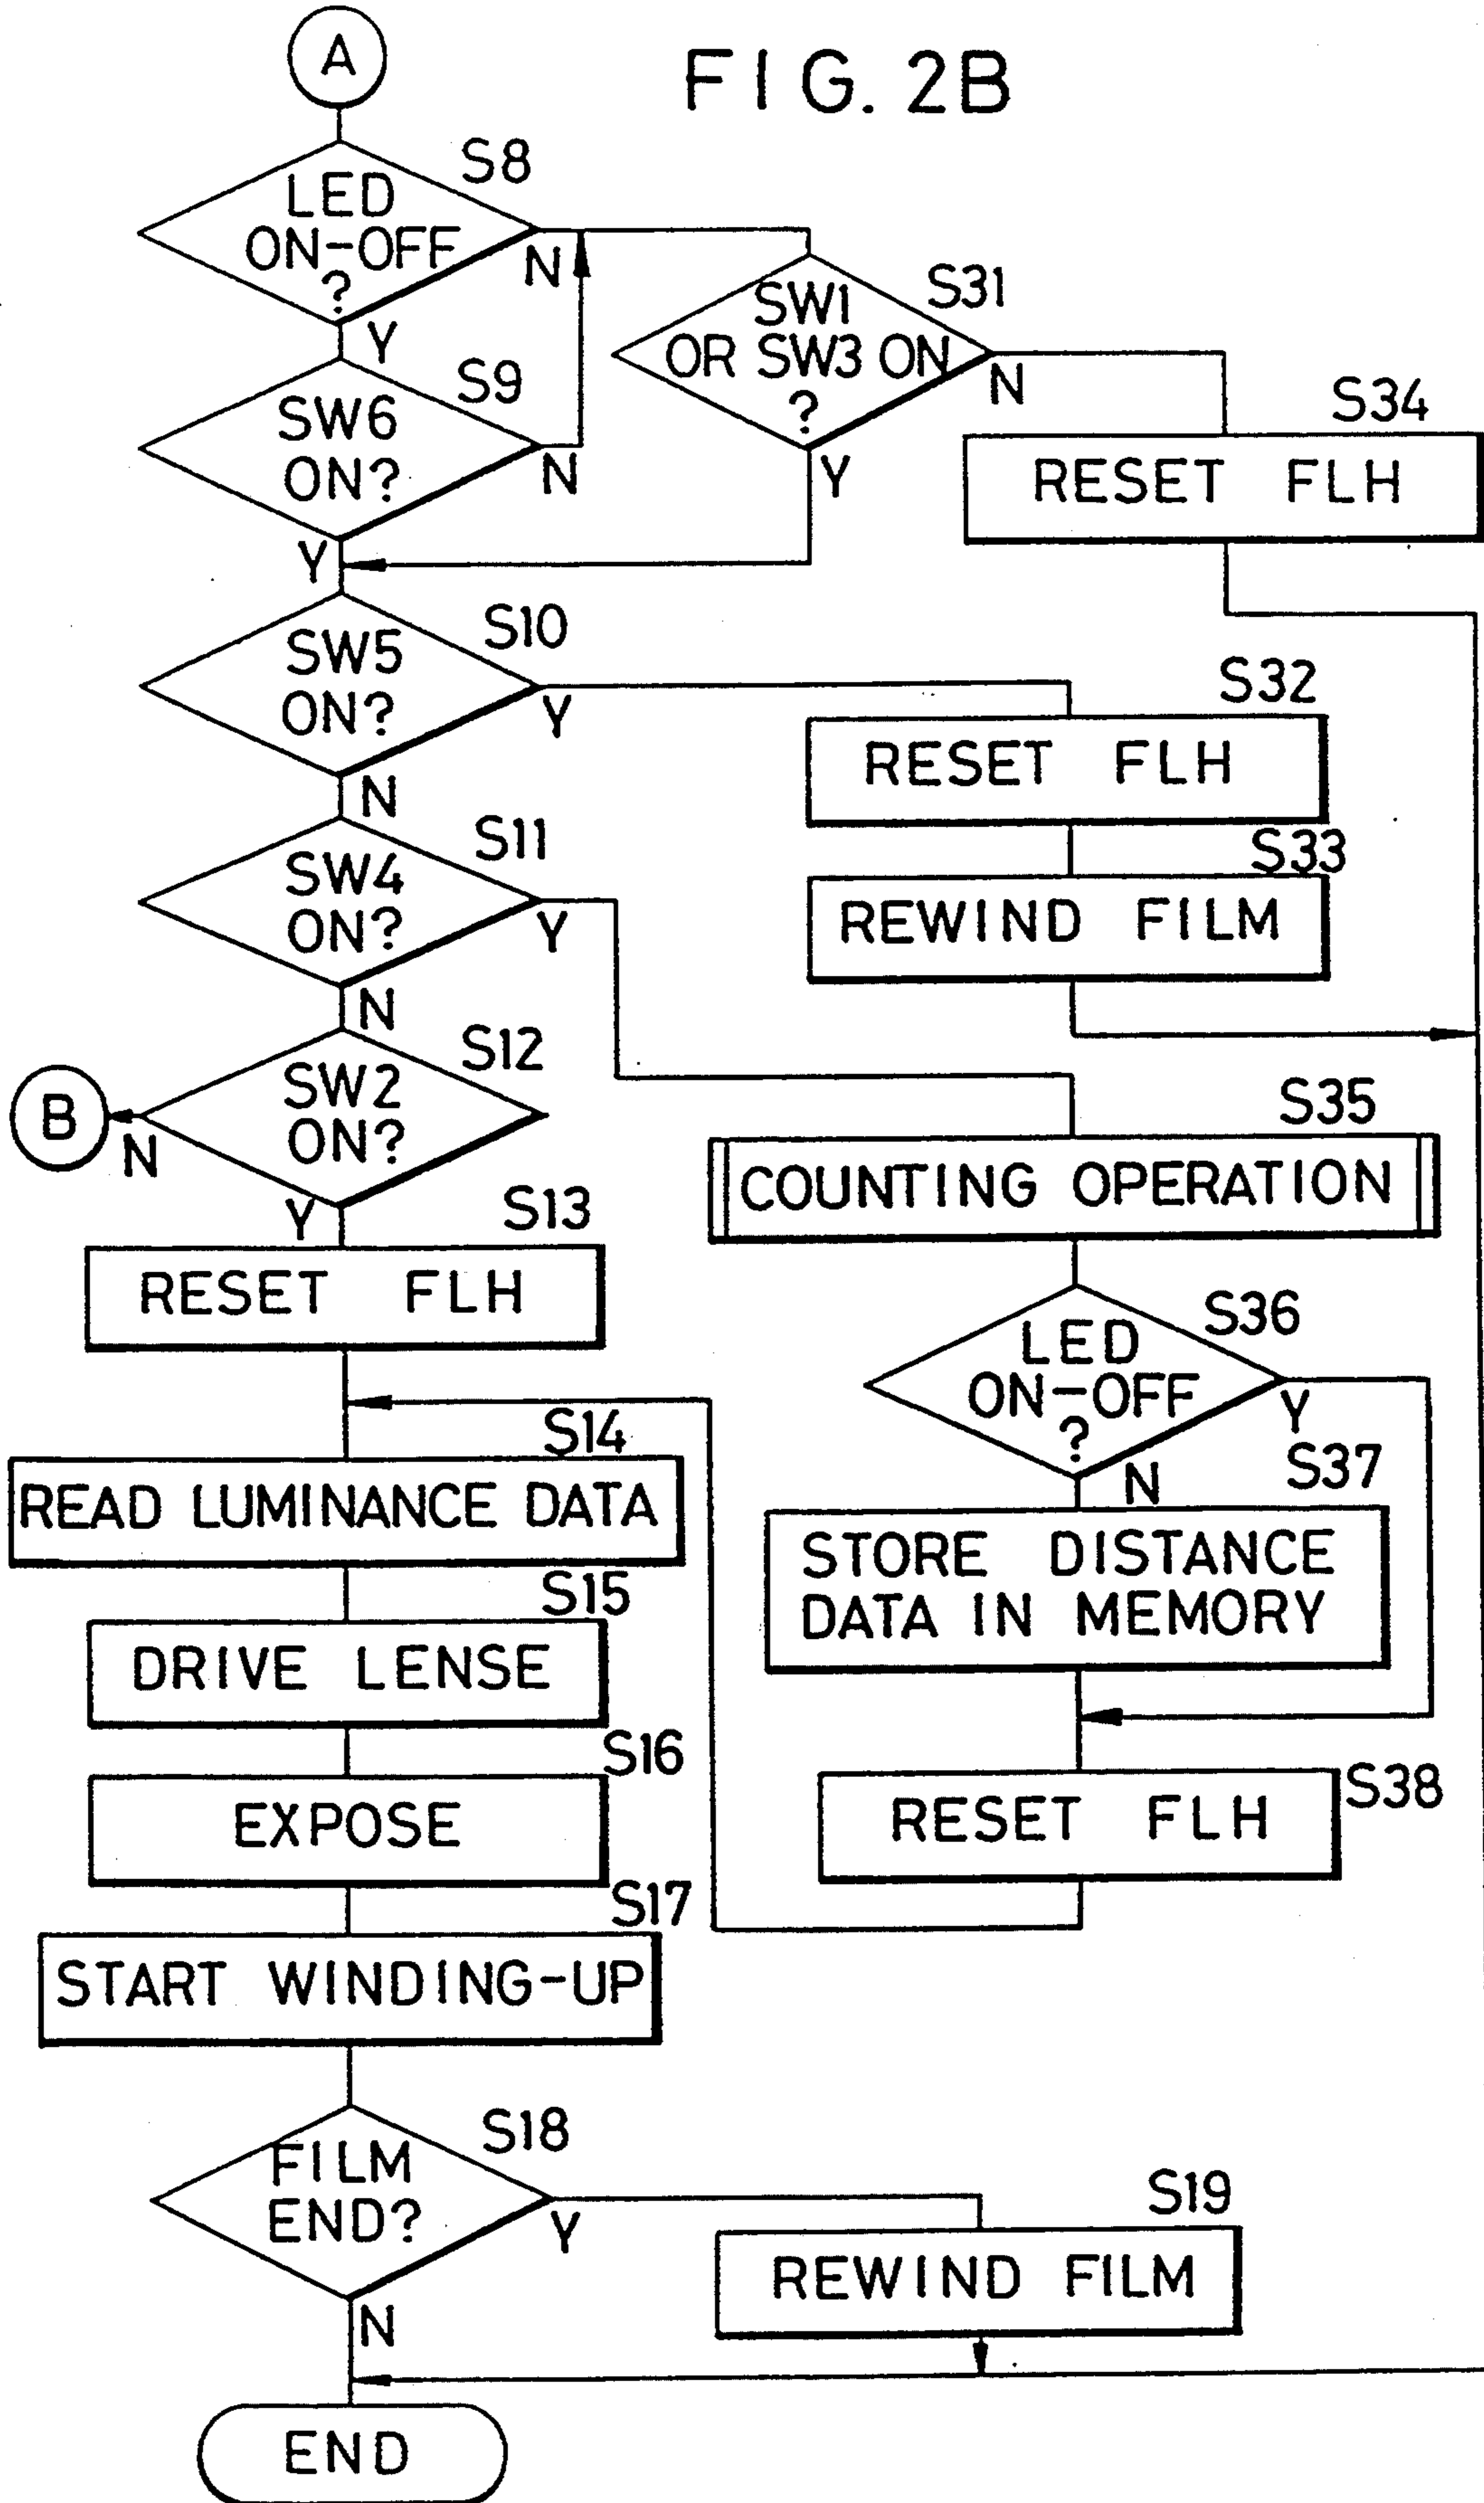 A
FIG. 2B
S8
LED
ON-OFF
?
N
Y
S31
SW1
OR SW3 ON
?
N
Y
S9
SW6
ON?
N
Y
S34
RESET FLH
S10
SW5
ON?
Y
N
S32
RESET FLH
S33
REWIND FILM
S11
SW4
ON?
Y
N
S12
SW2
ON?
B
N
Y
S35
COUNTING OPERATION
S13
RESET FLH
S36
LED
ON-OFF
?
Y
N
S37
STORE DISTANCE
DATA IN MEMORY
S14
READ LUMINANCE DATA
S15
DRIVE LENSE
S38
RESET FLH
S16
EXPOSE
S17
START WINDING-UP
S18
FILM
END?
Y
N
S19
REWIND FILM
END